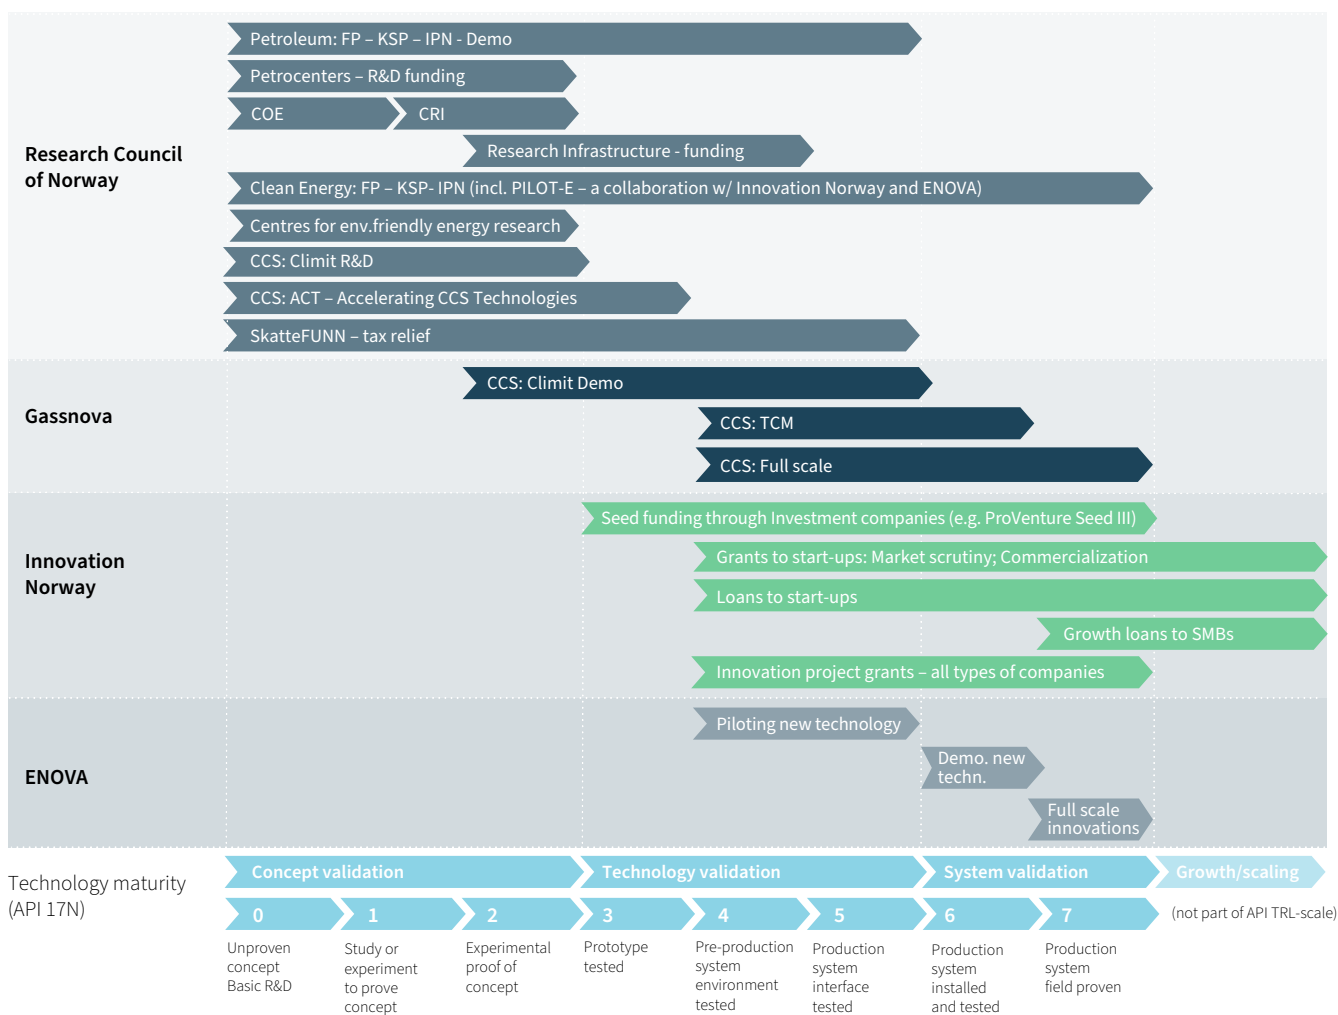 Research Council
of Norway
Petroleum: FP – KSP – IPN - Demo
Petrocenters – R&D funding
COE
CRI
Research Infrastructure - funding
Clean Energy: FP – KSP- IPN (incl. PILOT-E – a collaboration w/ Innovation Norway and ENOVA)
Centres for env.friendly energy research
CCS: Climit R&D
CCS: ACT – Accelerating CCS Technologies
SkatteFUNN – tax relief
Gassnova
CCS: Climit Demo
CCS: TCM
CCS: Full scale
Innovation
Norway
Seed funding through Investment companies (e.g. ProVenture Seed III)
Grants to start-ups: Market scrutiny; Commercialization
Loans to start-ups
Growth loans to SMBs
Innovation project grants – all types of companies
ENOVA
Piloting new technology
Demo. new
techn.
Full scale
innovations
Technology maturity
(API 17N)
Concept validation
Technology validation
System validation
Growth/scaling
0
1
2
3
4
5
6
7
(not part of API TRL-scale)
Unproven
concept
Basic R&D
Study or
experiment
to prove
concept
Experimental
proof of
concept
Prototype
tested
Pre-production
system
environment
tested
Production
system
interface
tested
Production
system
installed
and tested
Production
system
field proven